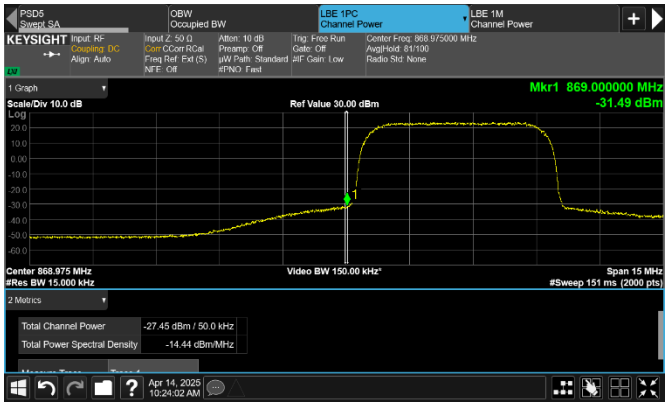 PSD5
Swept SA
OBW
Occupied BW
LBE 1PC
Channel Power
LBE 1M
Channel Power
KEYSIGHT
Input: RF
Coupling: DC
Align: Auto
Input Z: 50 Ω
Corr CCorr RCal
Freq Ref: Ext (S)
NFE: Off
Atten: 10 dB
Preamp: Off
µW Path: Standard
#PNO: Fast
Trig: Free Run
Gate: Off
#IF Gain: Low
Center Freq: 868.975000 MHz
Avg|Hold: 81/100
Radio Std: None
LXI
1 Graph
Mkr1 869.000000 MHz
-31.49 dBm
Scale/Div 10.0 dB
Ref Value 30.00 dBm
Log
20.0
10.0
0.00
-10.0
-20.0
-30.0
-40.0
-50.0
-60.0
1
Center 868.975 MHz
Video BW 150.00 kHz*
Span 15 MHz
#Res BW 15.000 kHz
#Sweep 151 ms (2000 pts)
2 Metrics
Total Channel Power -27.45 dBm / 50.0 kHz
Total Power Spectral Density -14.44 dBm/MHz
Apr 14, 2025
10:24:02 AM